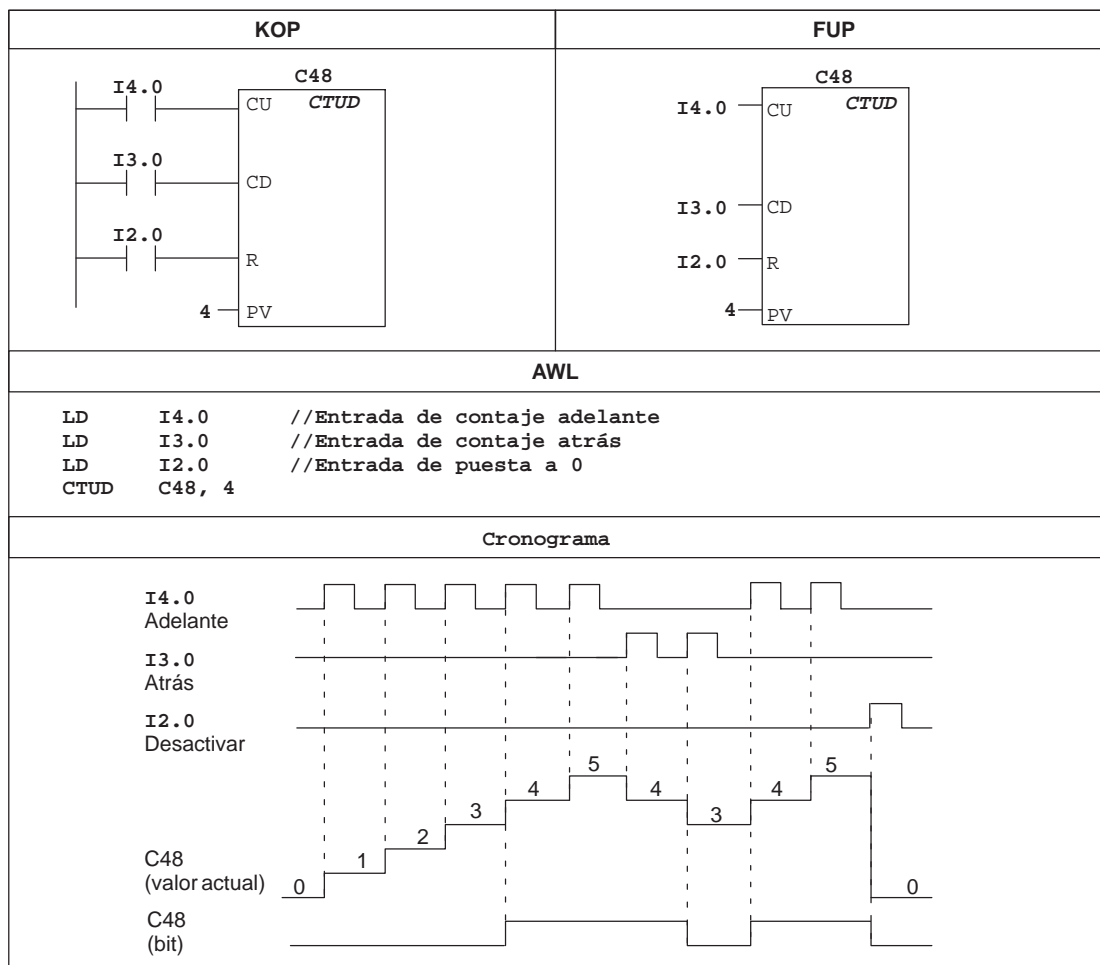 KOP
FUP
C48
I4.0
CU CTUD
I3.0
CD
I2.0
R
4 PV
C48
I4.0 CU CTUD
I3.0 CD
I2.0 R
4 PV
AWL
LD I4.0 //Entrada de contaje adelante
LD I3.0 //Entrada de contaje atrás
LD I2.0 //Entrada de puesta a 0
CTUD C48, 4
Cronograma
I4.0
Adelante
I3.0
Atrás
I2.0
Desactivar
C48
(valor actual)
0 1 2 3 4 5 4 3 4 5 0
C48
(bit)